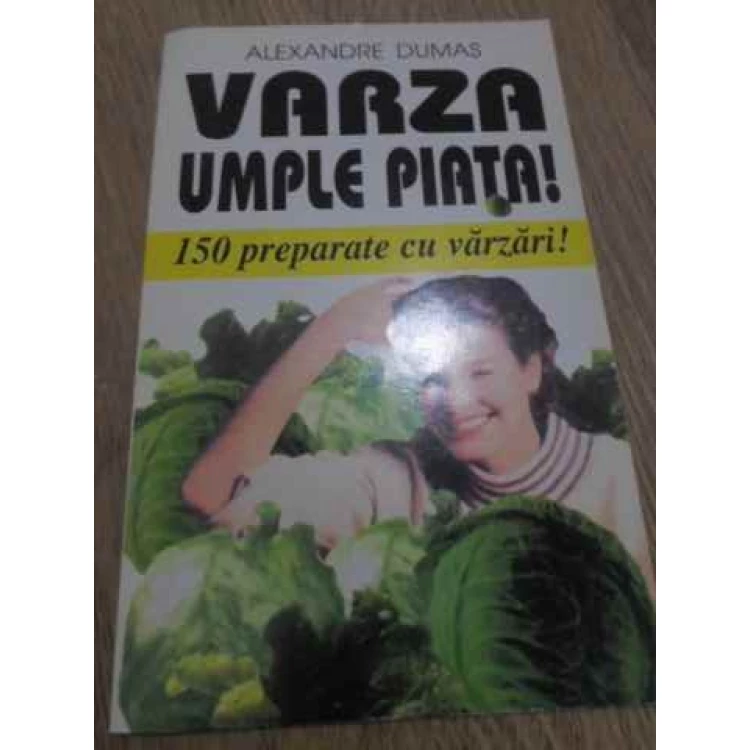 ALEXANDRE DUMAS
VARZA
UMPLE PIAȚA!
150 preparate cu vărzări!